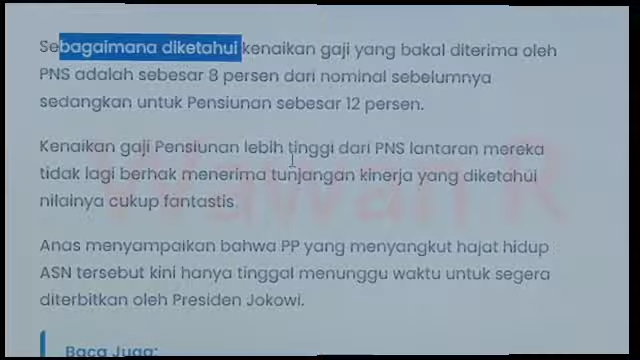 Sebagaimana diketahui kenaikan gaji yang bakal diterima oleh
PNS adalah sebesar 8 persen dari nominal sebelumnya
sedangkan untuk Pensiunan sebesar 12 persen.
Kenaikan gaji Pensiunan lebih tinggi dari PNS lantaran mereka
tidak lagi berhak menerima tunjangan kinerja yang diketahui
nilainya cukup fantastis
Anas menyampaikan bahwa PP yang menyangkut hajat hidup
ASN tersebut kini hanya tinggal menunggu waktu untuk segera
diterbitkan oleh Presiden Jokowi.
Baca Juga:
Wawan R